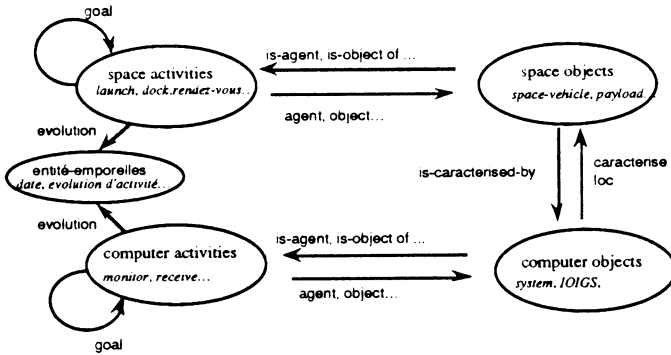 goal
is-agent, is-object of ...
space activities
launch, dock,rendez-vous..
space objects
space-vehicle, payload...
agent, object...
evolution
entité-emporelles
date, evolution d'activité...
is-caracterised-by
caracterise
loc
evolution
is-agent, is-object of ...
computer activities
monitor, receive...
computer objects
system, IOIGS,
agent, object...
goal